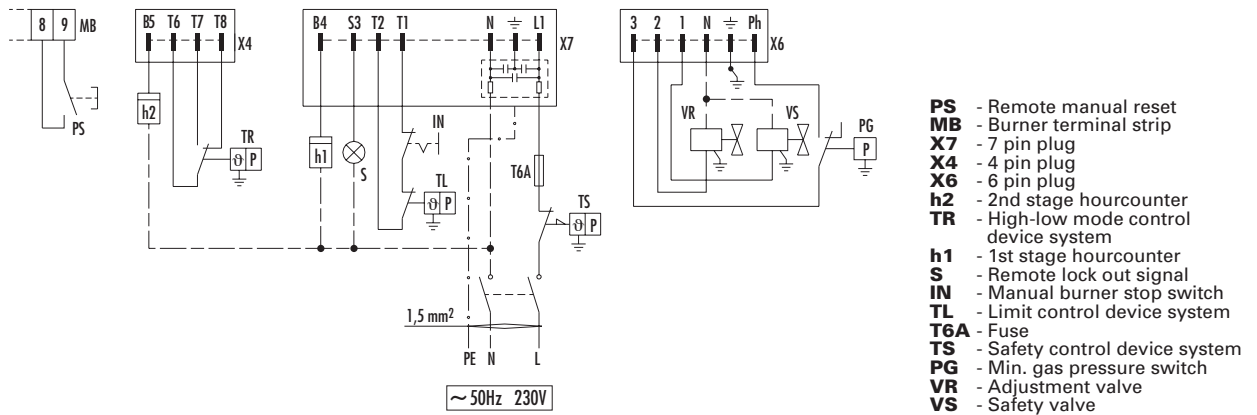 8 9 MB
PS
B5 T6 T7 T8
X4
h2
TR
ϑ P
B4 S3 T2 T1 N L1
X7
h1
S
IN
TL
ϑ P
T6A
TS
ϑ P
1,5 mm²
PE N L
~ 50Hz 230V
3 2 1 N Ph
X6
VR VS
PG
P
PS - Remote manual reset
MB - Burner terminal strip
X7 - 7 pin plug
X4 - 4 pin plug
X6 - 6 pin plug
h2 - 2nd stage hourcounter
TR - High-low mode control
device system
h1 - 1st stage hourcounter
S - Remote lock out signal
IN - Manual burner stop switch
TL - Limit control device system
T6A - Fuse
TS - Safety control device system
PG - Min. gas pressure switch
VR - Adjustment valve
VS - Safety valve